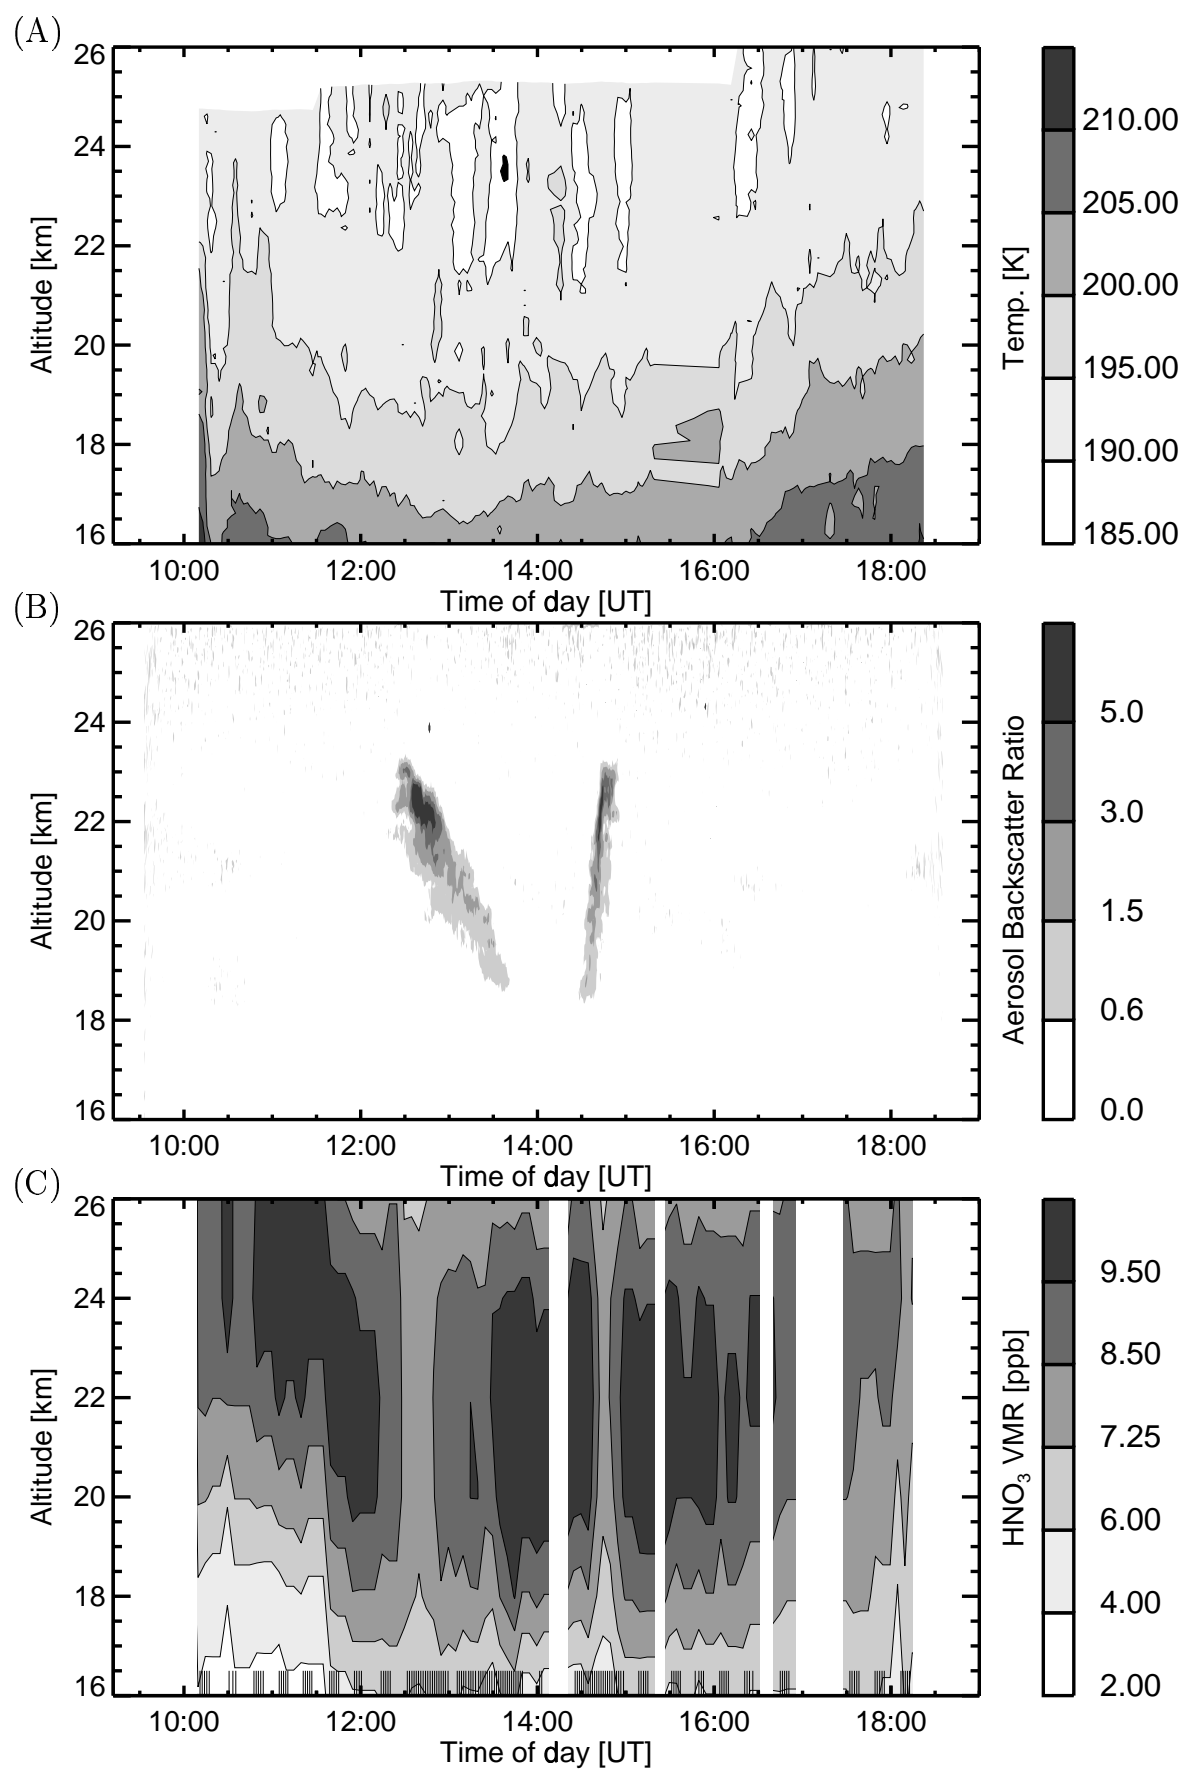 (A)
26
24
22
20
18
16
Altitude [km]
10:00 12:00 14:00 16:00 18:00
Time of day [UT]
210.00
205.00
200.00
195.00
190.00
185.00
Temp. [K]
(B)
26
24
22
20
18
16
Altitude [km]
10:00 12:00 14:00 16:00 18:00
Time of day [UT]
5.0
3.0
1.5
0.6
0.0
Aerosol Backscatter Ratio
(C)
26
24
22
20
18
16
Altitude [km]
10:00 12:00 14:00 16:00 18:00
Time of day [UT]
9.50
8.50
7.25
6.00
4.00
2.00
HNO₃ VMR [ppb]